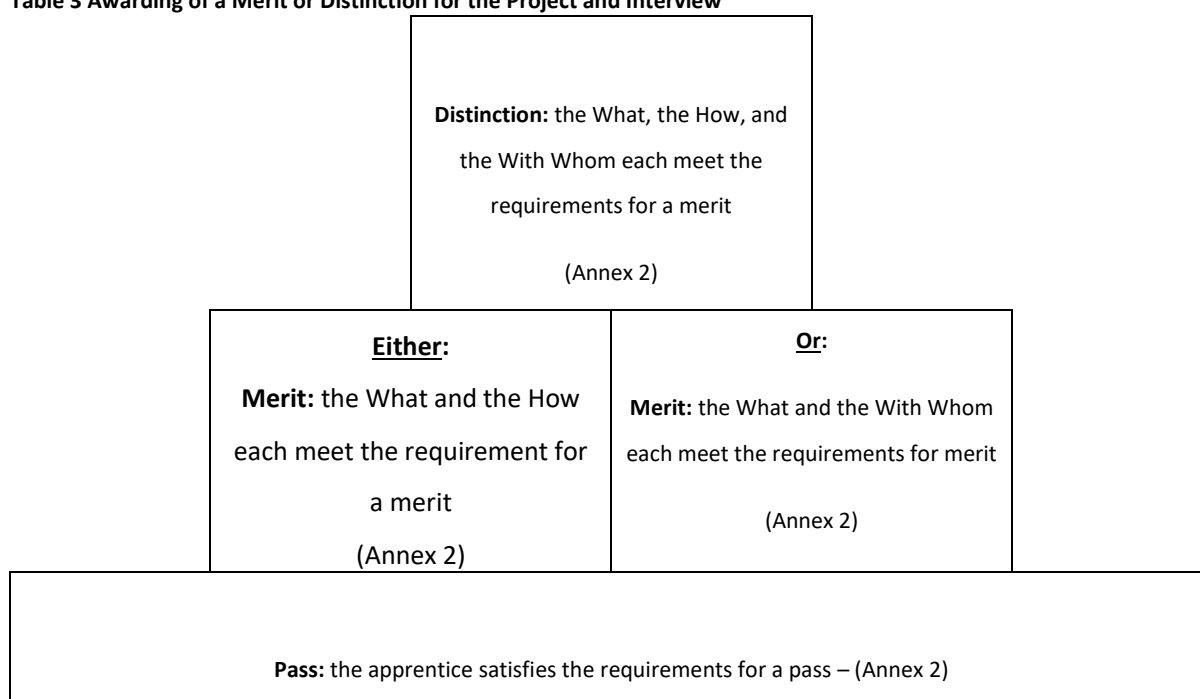 Table 3 Awarding of a Merit or Distinction for the Project and Interview
Distinction: the What, the How, and
the With Whom each meet the
requirements for a merit
(Annex 2)
Either:
Merit: the What and the How
each meet the requirement for
a merit
(Annex 2)
Or:
Merit: the What and the With Whom
each meet the requirements for merit
(Annex 2)
Pass: the apprentice satisfies the requirements for a pass – (Annex 2)